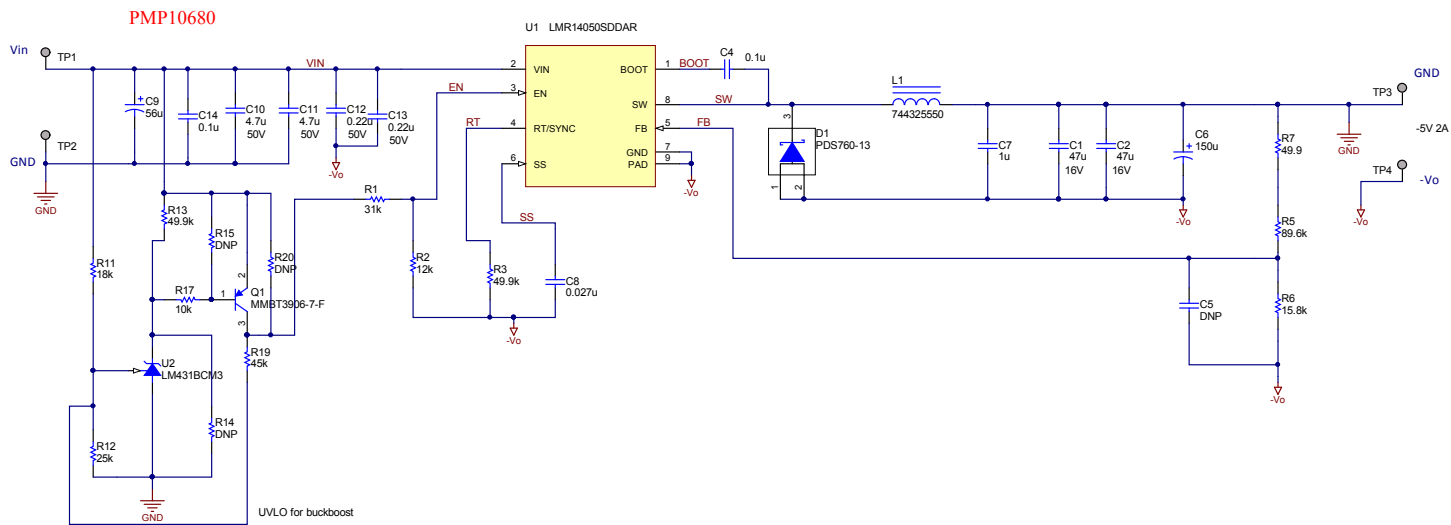 PMP10680
U1 LMR14050SDDAR
Vin
TP1
VIN
2
VIN
BOOT
1
BOOT
C4
0.1u
EN
3
EN
SW
8
SW
L1
744325550
GND
TP3
C9
56u
C14
0.1u
C10
4.7u
50V
C11
4.7u
50V
C12
0.22u
50V
C13
0.22u
50V
-Vo
RT
4
RT/SYNC
FB
5
FB
6
SS
GND
7
PAD
9
-Vo
3
D1
PDS760-13
1
2
C7
1u
C1
47u
16V
C2
47u
16V
C6
150u
-Vo
R7
49.9
GND
-5V 2A
TP4
-Vo
-Vo
GND
TP2
GND
R13
49.9k
R15
DNP
R20
DNP
R1
31k
SS
R5
89.6k
R11
18k
R17
10k
2
1
Q1
MMBT3906-7-F
3
R2
12k
R3
49.9k
C8
0.027u
-Vo
C5
DNP
R6
15.8k
-Vo
U2
LM431BCM3
R19
45k
R12
25k
R14
DNP
GND
UVLO for buckboost